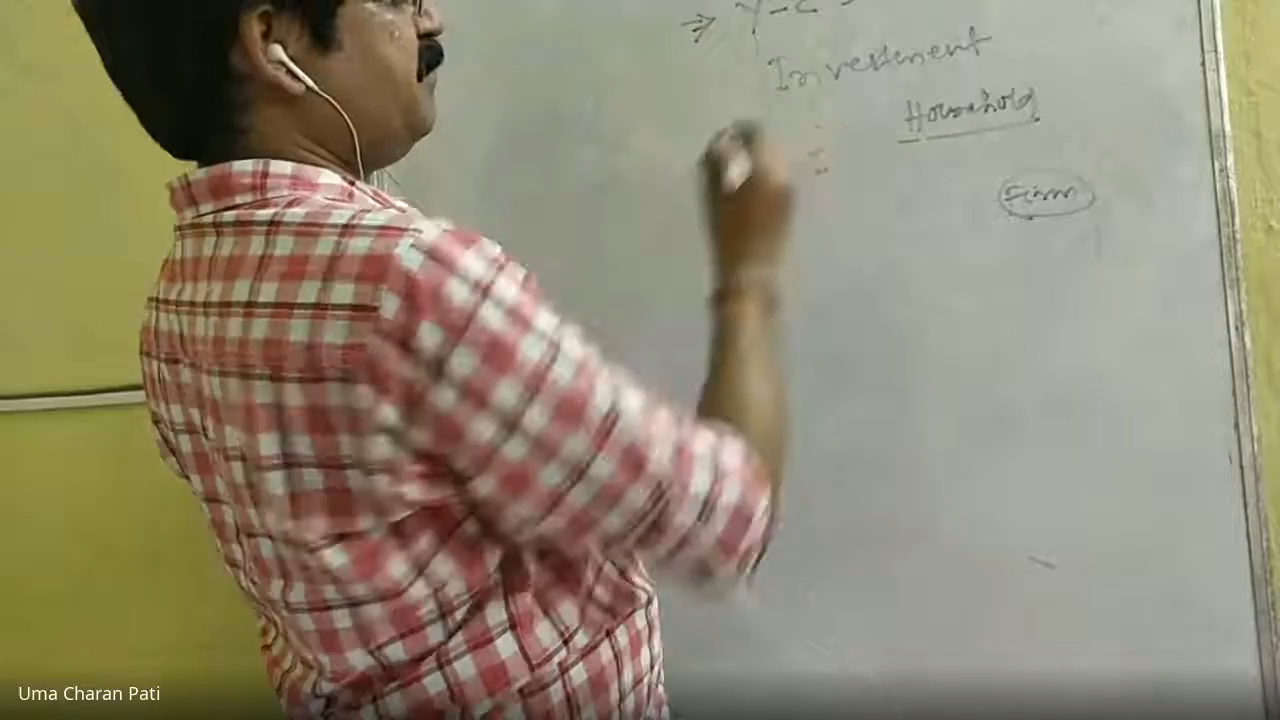 ⇒ Y-C
Investment
Household
Firm
Uma Charan Pati